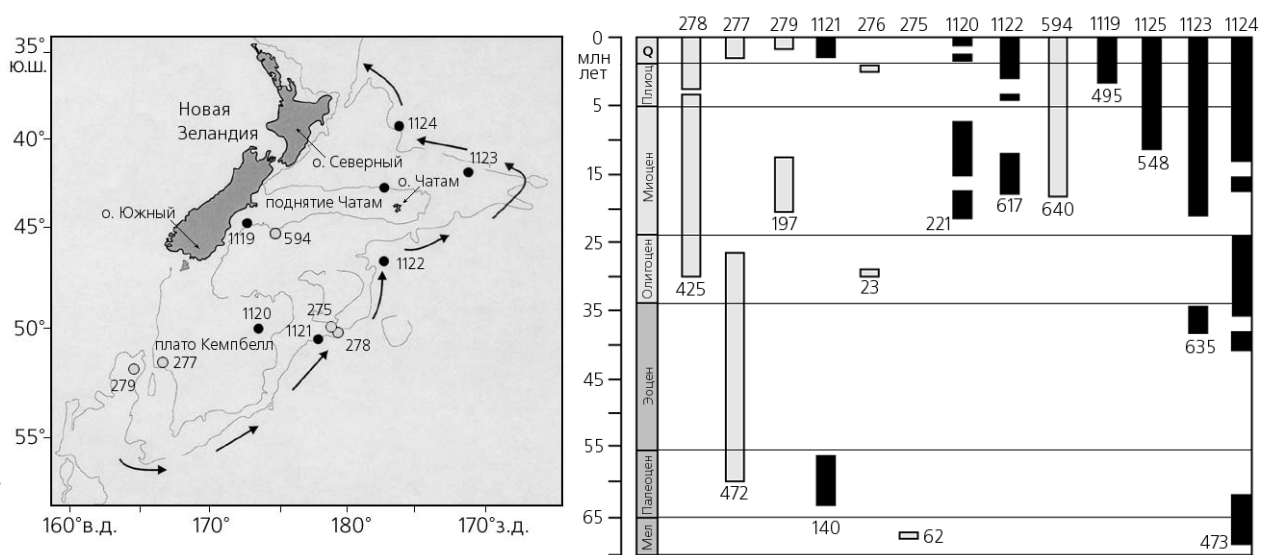 35°
ю.ш.
40°
45°
50°
55°
160°в.д.
170°
180°
170°з.д.
Новая
Зеландия
о. Северный
о. Южный
поднятие Чатам
о. Чатам
плато Кемпбелл
1124
1123
1119
594
1122
1120
275
1121
278
277
279
278 277 279 1121 276 275 1120 1122 594 1119 1125 1123 1124
0
млн
лет
5
15
25
35
45
55
65
Q
Плиоц
Миоцен
Олигоцен
Эоцен
Палеоцен
Мел
495
548
197
221
617
640
425
23
635
472
140
62
473